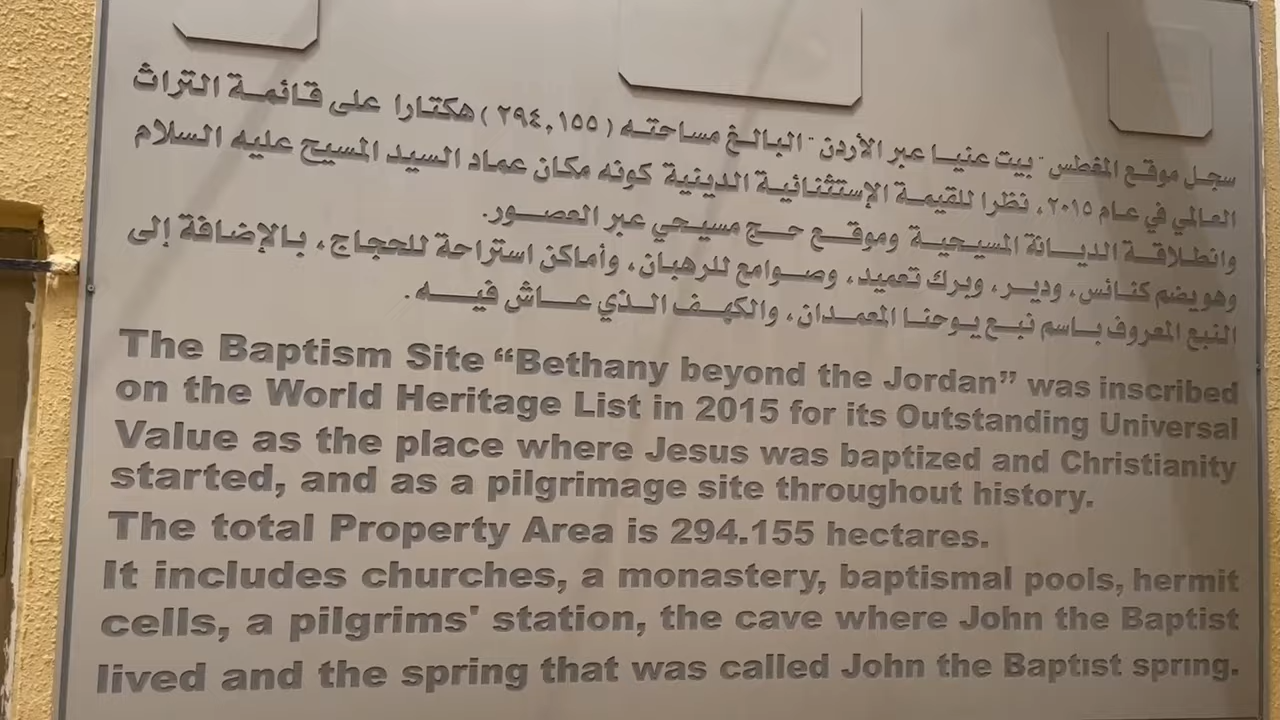 سجل موقع المغطس "بيت عنيا عبر الأردن" البالغ مساحته (٢٩٤,١٥٥) هكتارا على قائمة التراث
العالمي في عام ٢٠١٥، نظرا للقيمة الإستثنائية الدينية كونه مكان عماد السيد المسيح عليه السلام
وانطلاقة الديانة المسيحية وموقع حج مسيحي عبر العصور.
وهو يضم كنائس، ودير، وبرك تعميد، وصوامع للرهبان، وأماكن استراحة للحجاج، بالإضافة إلى
النبع المعروف باسم نبع يوحنا المعمدان، والكهف الذي عاش فيه.
The Baptism Site “Bethany beyond the Jordan” was inscribed
on the World Heritage List in 2015 for its Outstanding Universal
Value as the place where Jesus was baptized and Christianity
started, and as a pilgrimage site throughout history.
The total Property Area is 294.155 hectares.
It includes churches, a monastery, baptismal pools, hermit
cells, a pilgrims' station, the cave where John the Baptist
lived and the spring that was called John the Baptist spring.